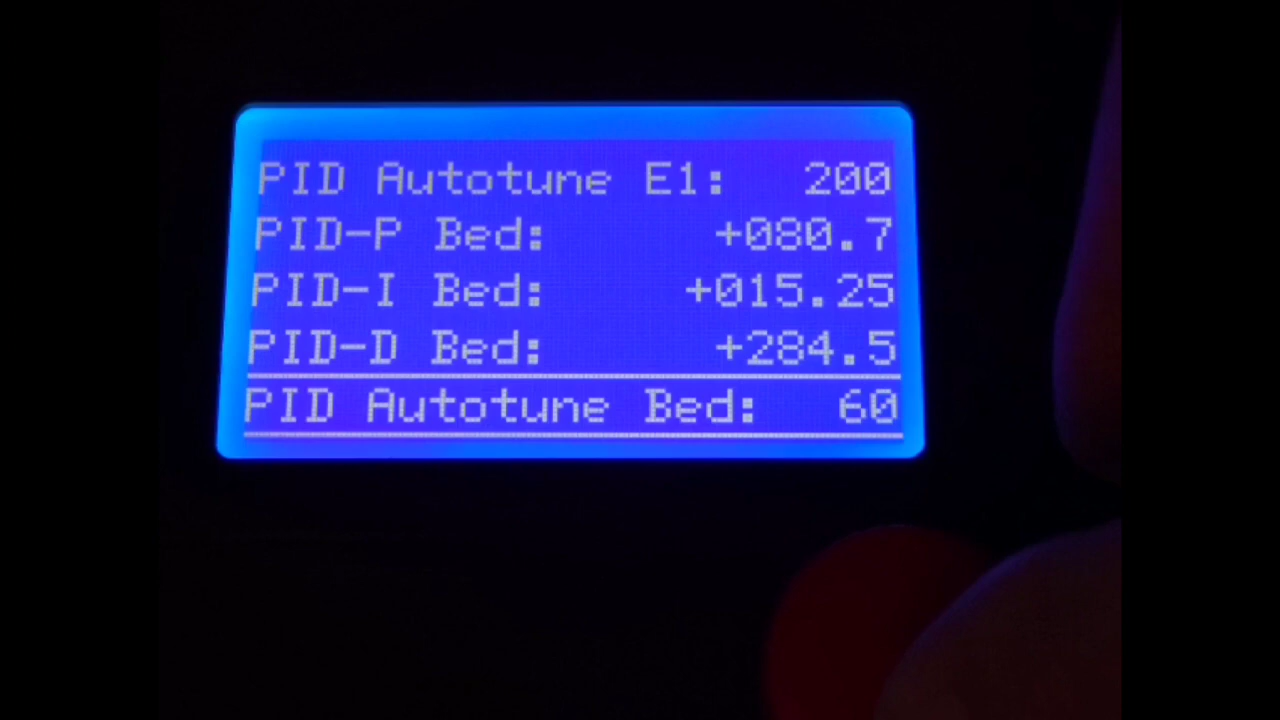 PID Autotune E1: 200
PID-P Bed: +080.7
PID-I Bed: +015.25
PID-D Bed: +284.5
PID Autotune Bed: 60